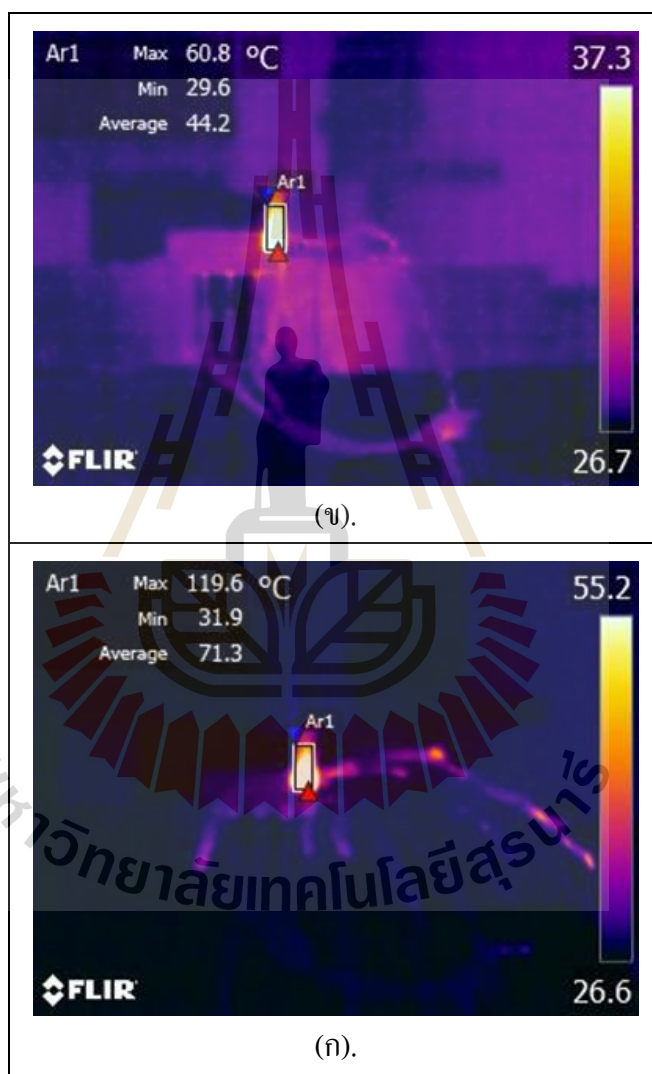 Ar1 Max 60.8 °C 37.3
Min 29.6
Average 44.2
Ar1
FLIR 26.7
(ข).
Ar1 Max 119.6 °C 55.2
Min 31.9
Average 71.3
Ar1
มหาวิทยาลัยเทคโนโลยีสุรนารี
FLIR 26.6
(ก).